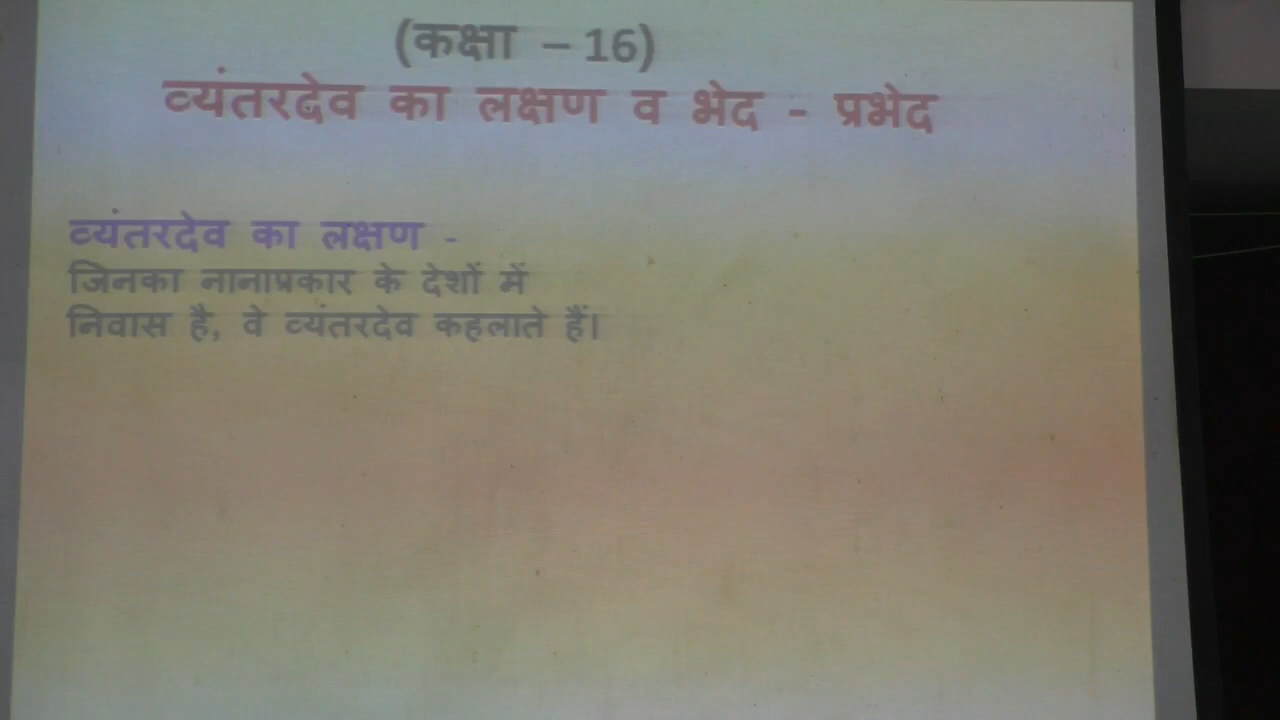 (कक्षा – 16)
व्यंतरदेव का लक्षण व भेद - प्रभेद
व्यंतरदेव का लक्षण -
जिनका नानाप्रकार के देशों में
निवास है, वे व्यंतरदेव कहलाते हैं।